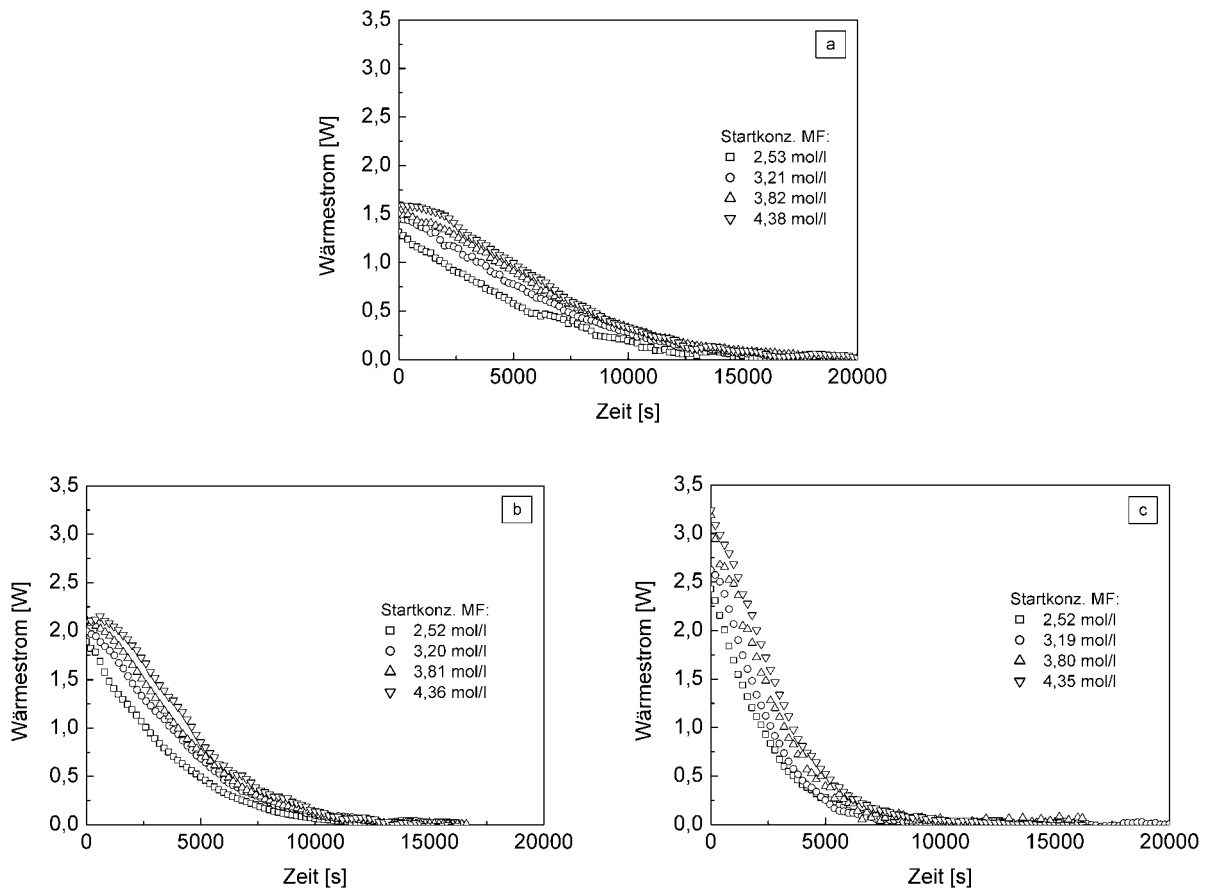 a
3,5
3,0
2,5
2,0
1,5
1,0
0,5
0,0
Wärmestrom [W]
Startkonz. MF:
2,53 mol/l
3,21 mol/l
3,82 mol/l
4,38 mol/l
0 5000 10000 15000 20000
Zeit [s]
b
3,5
3,0
2,5
2,0
1,5
1,0
0,5
0,0
Wärmestrom [W]
Startkonz. MF:
2,52 mol/l
3,20 mol/l
3,81 mol/l
4,36 mol/l
0 5000 10000 15000 20000
Zeit [s]
c
3,5
3,0
2,5
2,0
1,5
1,0
0,5
0,0
Wärmestrom [W]
Startkonz. MF:
2,52 mol/l
3,19 mol/l
3,80 mol/l
4,35 mol/l
0 5000 10000 15000 20000
Zeit [s]